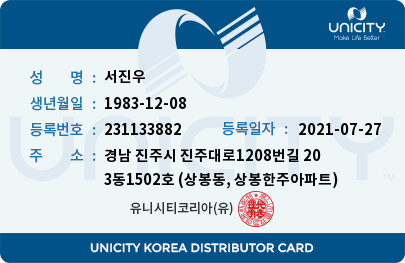 UNICITY
Make Life Better
성 명 : 서진우
생년월일 : 1983-12-08
등록번호 : 231133882 등록일자 : 2021-07-27
주 소 : 경남 진주시 진주대로1208번길 20
3동1502호 (상봉동, 상봉한주아파트)
유니시티코리아(유)
UNICITY
UNICITY KOREA DISTRIBUTOR CARD